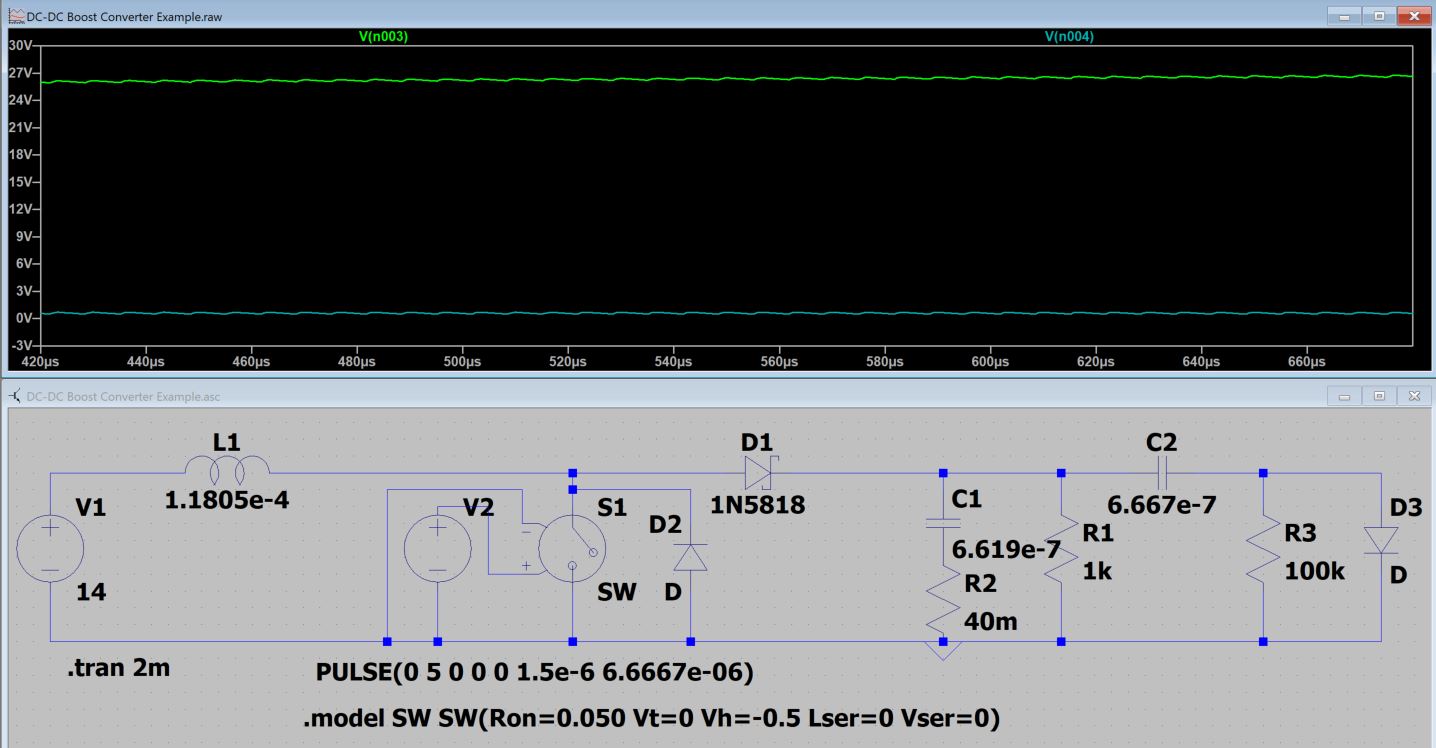 DC-DC Boost Converter Example.raw
V(n003) V(n004)
30V
27V
24V
21V
18V
15V
12V
9V
6V
3V
0V
-3V
420µs 440µs 460µs 480µs 500µs 520µs 540µs 560µs 580µs 600µs 620µs 640µs 660µs
DC-DC Boost Converter Example.asc
L1
1.1805e-4
V1
14
V2
S1
SW
D2
D
D1
1N5818
C1
6.619e-7
R2
40m
R1
1k
C2
6.667e-7
R3
100k
D3
D
.tran 2m
PULSE(0 5 0 0 0 1.5e-6 6.6667e-06)
.model SW SW(Ron=0.050 Vt=0 Vh=-0.5 Lser=0 Vser=0)